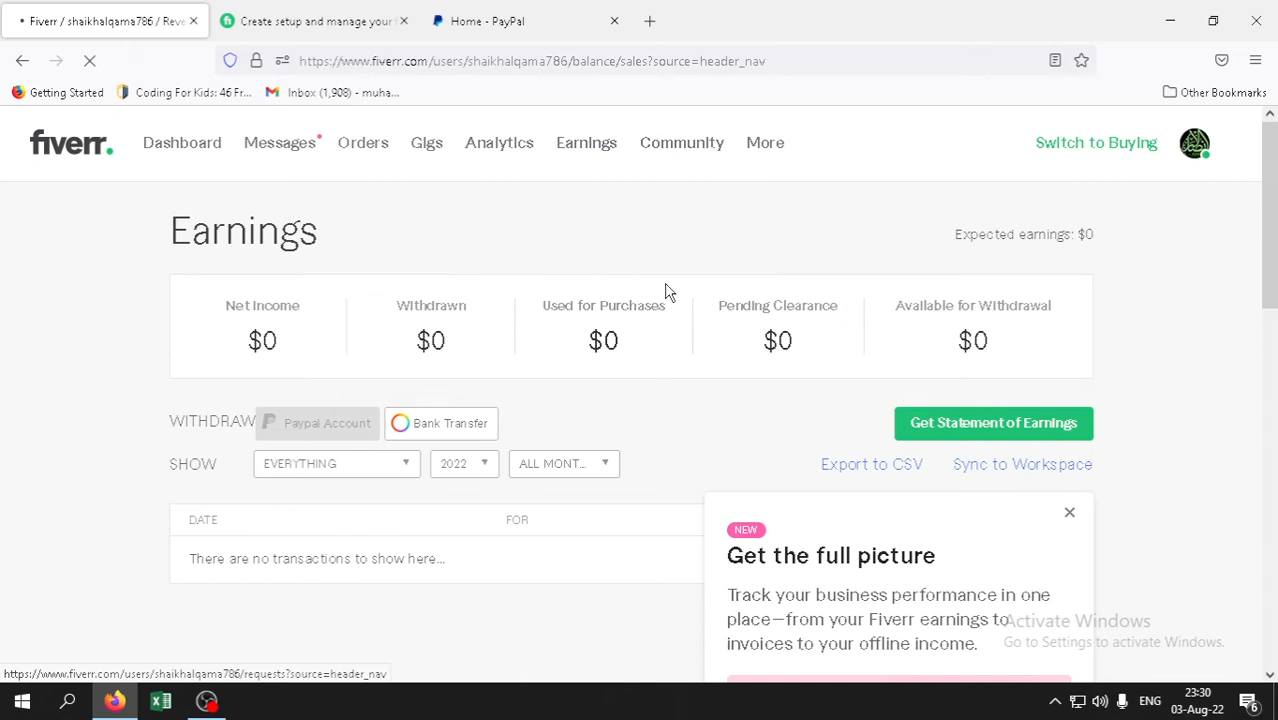 Fiverr / shaikhalqama786 / Reve
Create setup and manage your f
Home - PayPal
https://www.fiverr.com/users/shaikhalqama786/balance/sales?source=header_nav
Getting Started
Coding For Kids: 46 Fr...
Inbox (1,908) - muha...
Other Bookmarks
fiverr.
Dashboard
Messages
Orders
Gigs
Analytics
Earnings
Community
More
Switch to Buying
Earnings
Expected earnings: $0
Net Income
Withdrawn
Used for Purchases
Pending Clearance
Available for Withdrawal
$0
$0
$0
$0
$0
WITHDRAW
Paypal Account
Bank Transfer
Get Statement of Earnings
SHOW
EVERYTHING
2022
ALL MONT...
Export to CSV
Sync to Workspace
DATE
FOR
There are no transactions to show here...
NEW
Get the full picture
Track your business performance in one
place—from your Fiverr earnings to
invoices to your offline income.
Activate Windows
Go to Settings to activate Windows.
https://www.fiverr.com/users/shaikhalqama786/requests?source=header_nav
ENG
23:30
03-Aug-22
6